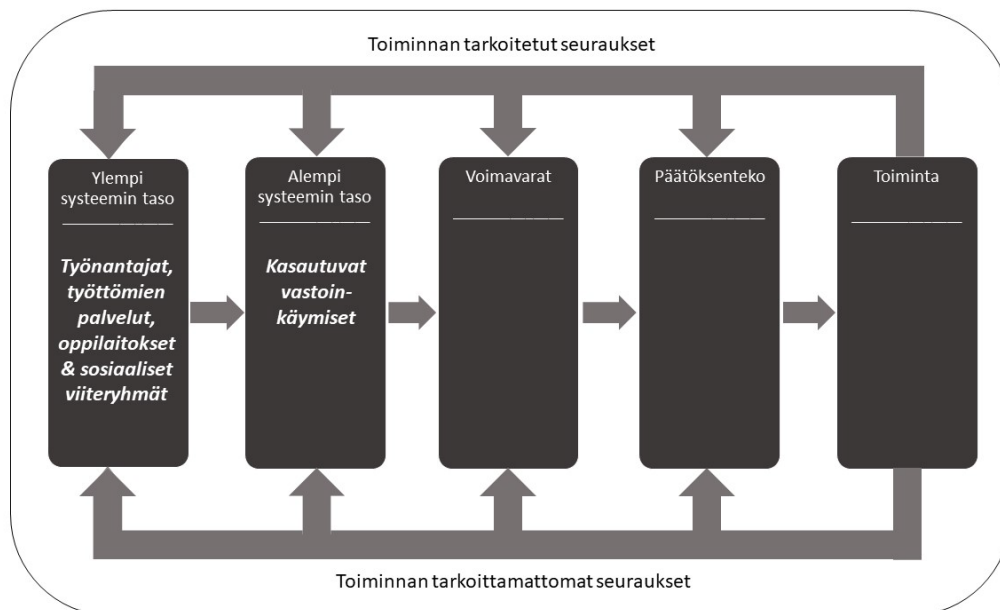 Toiminnan tarkoitetut seuraukset
Ylempi
systeemin taso
Työnantajat,
työttömien
palvelut,
oppilaitokset
& sosiaaliset
viiteryhmät
Alempi
systeemin taso
Kasautuvat
vastoin-
käymiset
Voimavarat
Päätöksenteko
Toiminta
Toiminnan tarkoittamattomat seuraukset